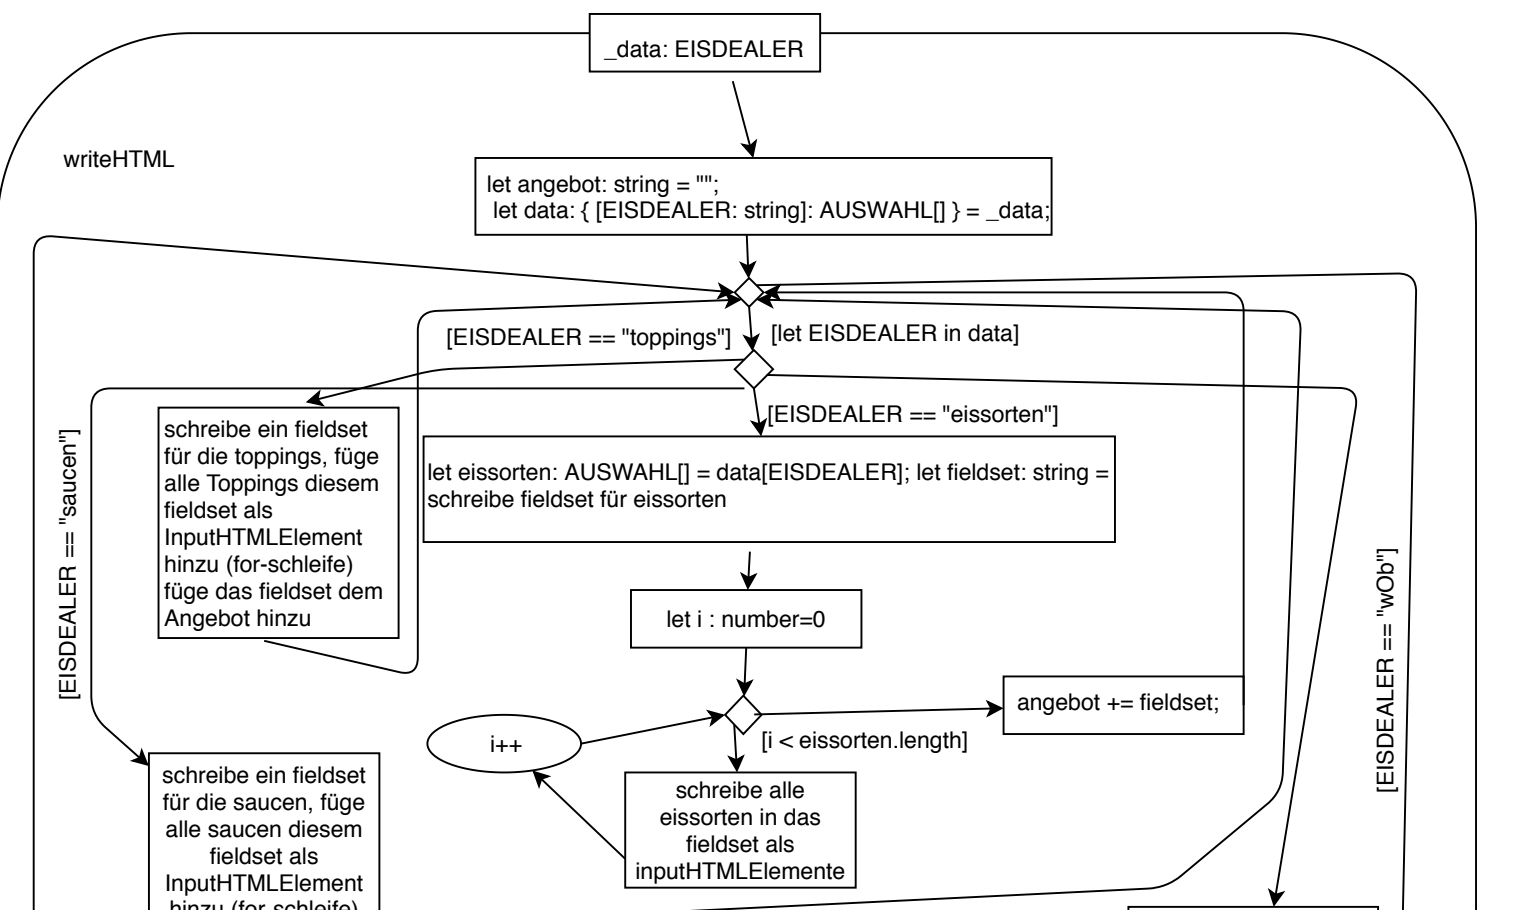 _data: EISDEALER
writeHTML
let angebot: string = "";
let data: { [EISDEALER: string]: AUSWAHL[] } = _data;
[EISDEALER == "toppings"]
[let EISDEALER in data]
[EISDEALER == "eissorten"]
[EISDEALER == "saucen"]
schreibe ein fieldset
für die toppings, füge
alle Toppings diesem
fieldset als
InputHTMLElement
hinzu (for-schleife)
füge das fieldset dem
Angebot hinzu
let eissorten: AUSWAHL[] = data[EISDEALER]; let fieldset: string =
schreibe fieldset für eissorten
[EISDEALER == "wOb"]
let i : number=0
angebot += fieldset;
i++
[i < eissorten.length]
schreibe alle
eissorten in das
fieldset als
inputHTMLElemente
schreibe ein fieldset
für die saucen, füge
alle saucen diesem
fieldset als
InputHTMLElement
hinzu (for-schleife)